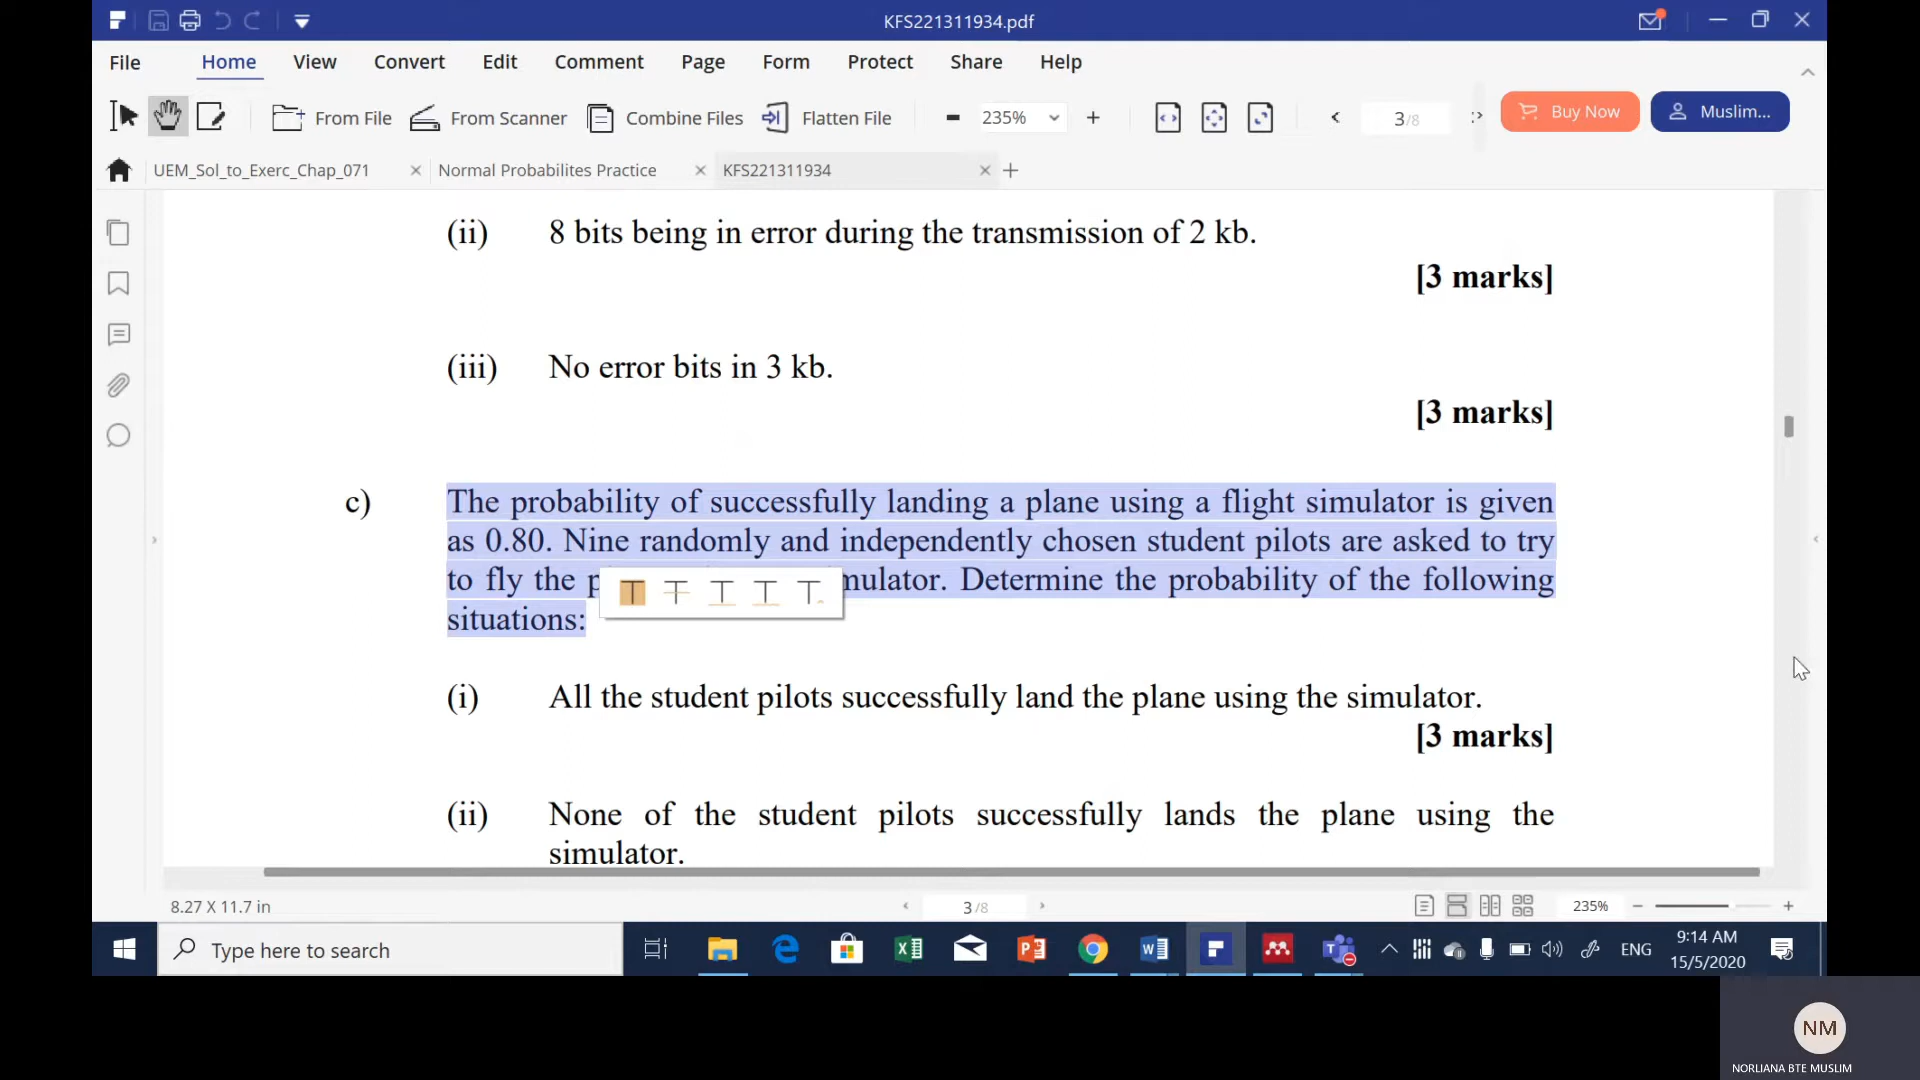 KFS221311934.pdf
File Home View Convert Edit Comment Page Form Protect Share Help
From File From Scanner Combine Files Flatten File 235% 3/8 Buy Now Muslim...
UEM_Sol_to_Exerc_Chap_071 Normal Probabilites Practice KFS221311934
(ii) 8 bits being in error during the transmission of 2 kb.
[3 marks]
(iii) No error bits in 3 kb.
[3 marks]
c) The probability of successfully landing a plane using a flight simulator is given
as 0.80. Nine randomly and independently chosen student pilots are asked to try
to fly the mulator. Determine the probability of the following
situations:
(i) All the student pilots successfully land the plane using the simulator.
[3 marks]
(ii) None of the student pilots successfully lands the plane using the
simulator.
8.27 X 11.7 in 3/8 235%
Type here to search ENG 9:14 AM
15/5/2020
NM
NORLIANA BTE MUSLIM